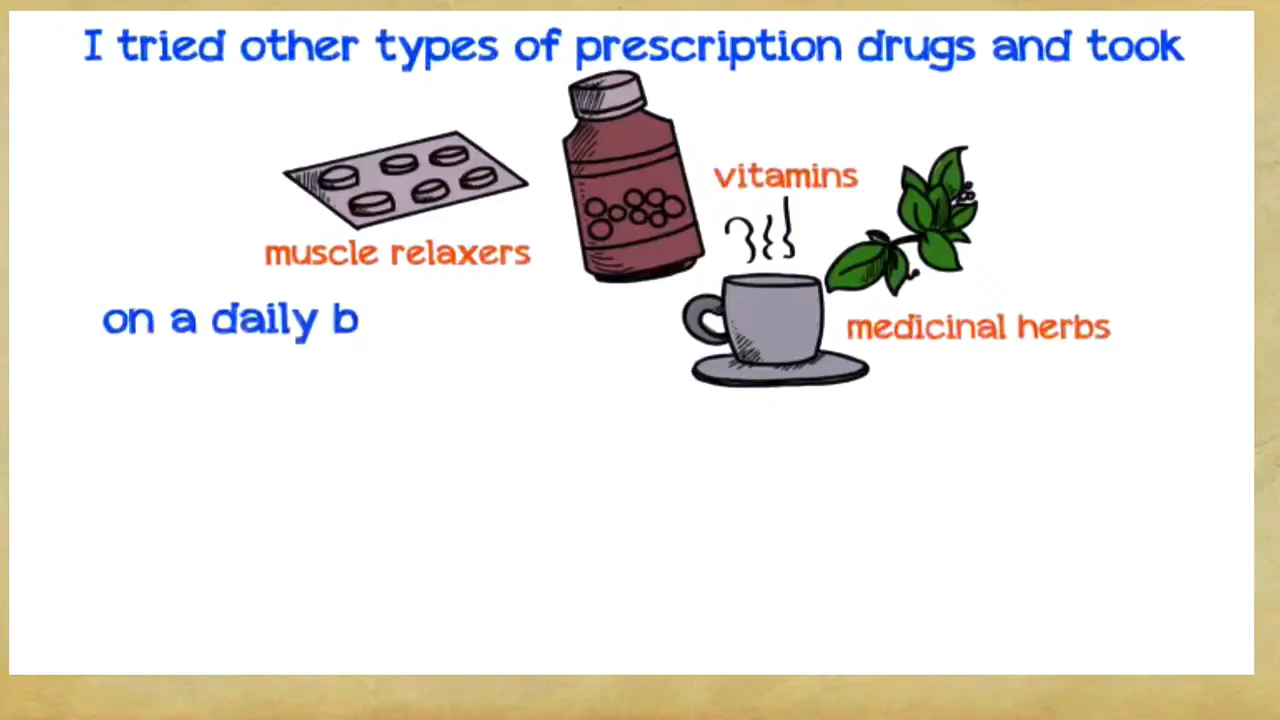 I tried other types of prescription drugs and took
vitamins
muscle relaxers
on a daily b
medicinal herbs